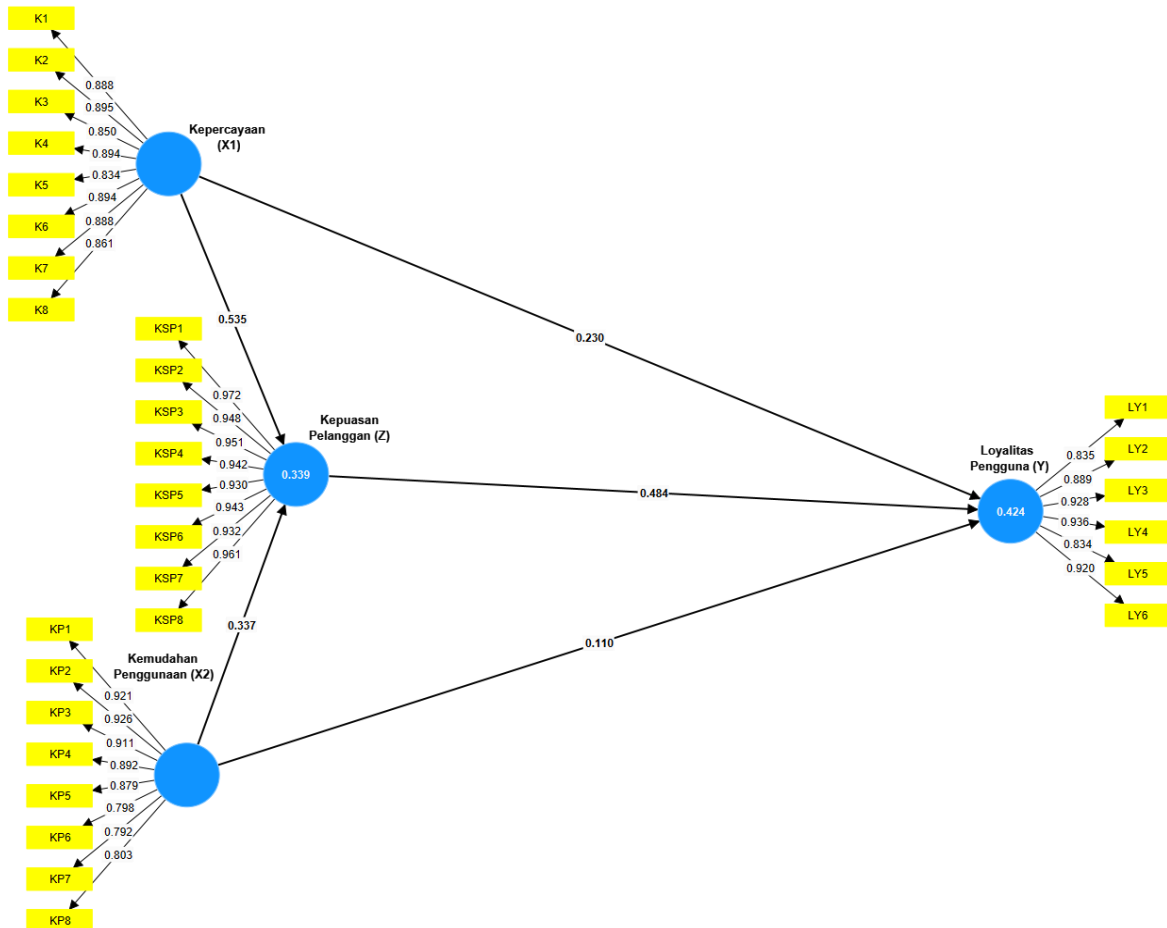 K1
K2
K3
K4
K5
K6
K7
K8
0.888
0.895
0.850
0.894
0.834
0.894
0.888
0.861
Kepercayaan
(X1)
0.535
0.230
KSP1
KSP2
KSP3
KSP4
KSP5
KSP6
KSP7
KSP8
0.972
0.948
0.951
0.942
0.930
0.943
0.932
0.961
Kepuasan
Pelanggan (Z)
0.339
0.484
LY1
LY2
LY3
LY4
LY5
LY6
0.835
0.889
0.928
0.936
0.834
0.920
Loyalitas
Pengguna (Y)
0.424
0.337
0.110
KP1
KP2
KP3
KP4
KP5
KP6
KP7
KP8
0.921
0.926
0.911
0.892
0.879
0.798
0.792
0.803
Kemudahan
Penggunaan (X2)